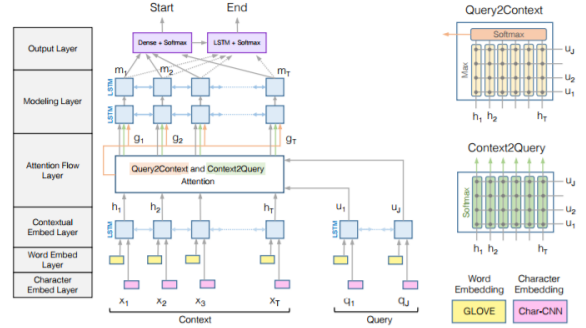 Start End
Output Layer
Dense + Softmax LSTM + Softmax
m1 m2 mT
Modeling Layer
LSTM
LSTM
g1 g2 gT
Attention Flow
Layer
Query2Context and Context2Query
Attention
h1 h2 hT u1 uJ
Contextual
Embed Layer
LSTM LSTM
Word Embed
Layer
Character
Embed Layer
x1 x2 x3 xT q1 qJ
Context Query
Query2Context
Softmax
Max
uJ
u2
u1
h1 h2 hT
Context2Query
Softmax
uJ
u2
u1
h1 h2 hT
Word
Embedding
Character
Embedding
GLOVE Char-CNN